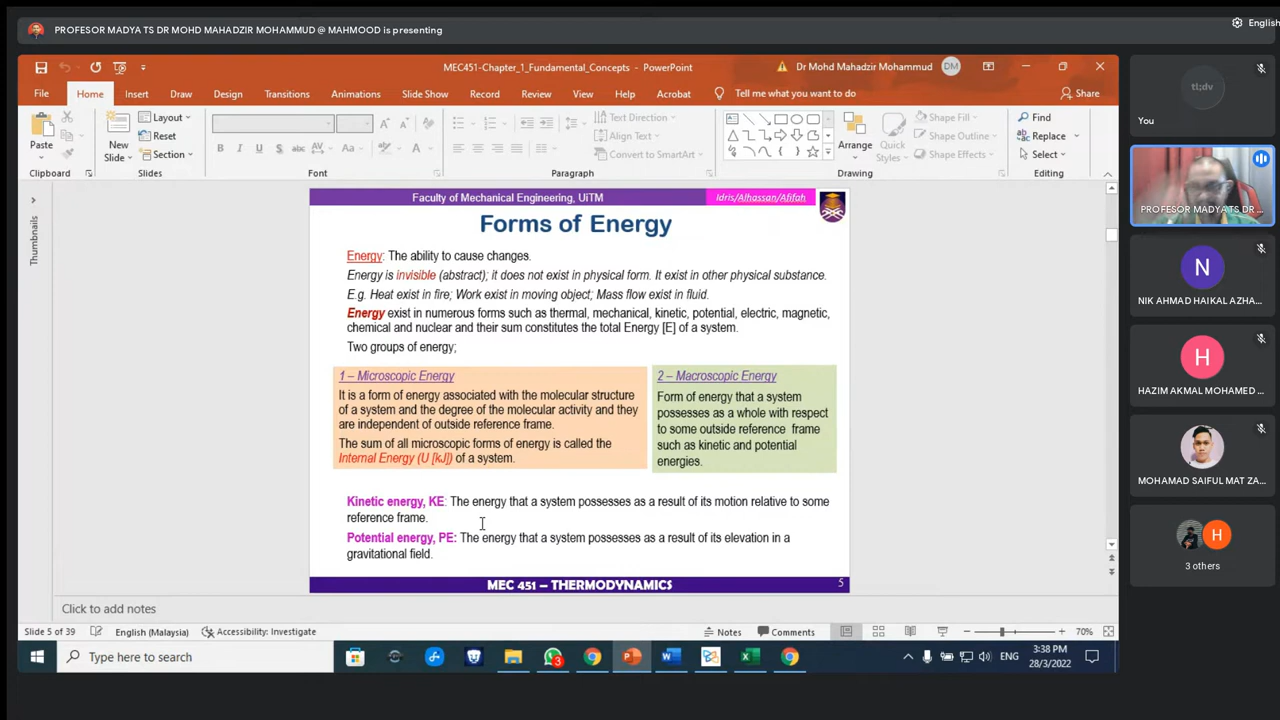 PROFESOR MADYA TS DR MOHD MAHADZIR MOHAMMUD @ MAHMOOD is presenting
English
MEC451-Chapter_1_Fundamental_Concepts - PowerPoint
Dr Mohd Mahadzir Mohammud
DM
File Home Insert Draw Design Transitions Animations Slide Show Record Review View Help Acrobat Tell me what you want to do Share
Paste
New Slide
Layout
Reset
Section
Text Direction
Align Text
Convert to SmartArt
Arrange
Quick Styles
Shape Fill
Shape Outline
Shape Effects
Find
Replace
Select
Clipboard Slides Font Paragraph Drawing Editing
Thumbnails
Faculty of Mechanical Engineering, UiTM
Idris/Alhassan/Afifah
Forms of Energy
Energy: The ability to cause changes.
Energy is invisible (abstract); it does not exist in physical form. It exist in other physical substance.
E.g. Heat exist in fire; Work exist in moving object; Mass flow exist in fluid.
Energy exist in numerous forms such as thermal, mechanical, kinetic, potential, electric, magnetic,
chemical and nuclear and their sum constitutes the total Energy [E] of a system.
Two groups of energy;
1 – Microscopic Energy
It is a form of energy associated with the molecular structure
of a system and the degree of the molecular activity and they
are independent of outside reference frame.
The sum of all microscopic forms of energy is called the
Internal Energy (U [kJ]) of a system.
2 – Macroscopic Energy
Form of energy that a system
possesses as a whole with respect
to some outside reference frame
such as kinetic and potential
energies.
Kinetic energy, KE: The energy that a system possesses as a result of its motion relative to some
reference frame.
Potential energy, PE: The energy that a system possesses as a result of its elevation in a
gravitational field.
MEC 451 – THERMODYNAMICS
5
Click to add notes
Slide 5 of 39 English (Malaysia) Accessibility: Investigate Notes Comments 70%
Type here to search
3
ENG
3:38 PM
28/3/2022
tl;dv
You
PROFESOR MADYA TS DR ...
N
NIK AHMAD HAIKAL AZHA...
H
HAZIM AKMAL MOHAMED ...
MOHAMAD SAIFUL MAT ZA...
H
3 others